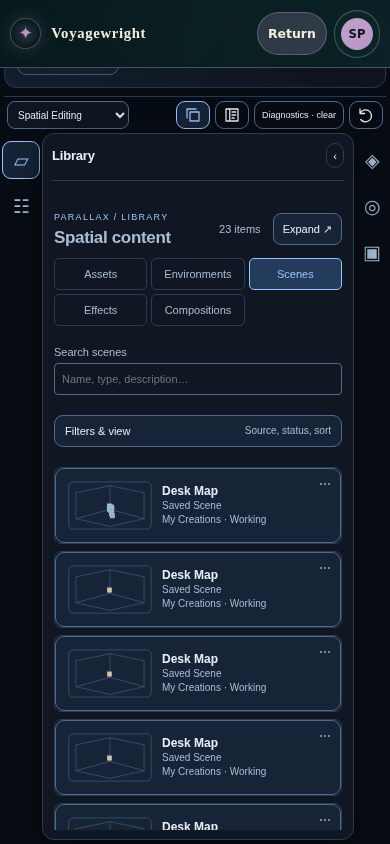 Voyagewright
Return
SP
Spatial Editing
Diagnostics · clear
Library
PARALLAX / LIBRARY
Spatial content
23 items
Expand ↗
Assets
Environments
Scenes
Effects
Compositions
Search scenes
Name, type, description…
Filters & view
Source, status, sort
Desk Map
Saved Scene
My Creations · Working
Desk Map
Saved Scene
My Creations · Working
Desk Map
Saved Scene
My Creations · Working
Desk Map
Saved Scene
My Creations · Working
Desk Map